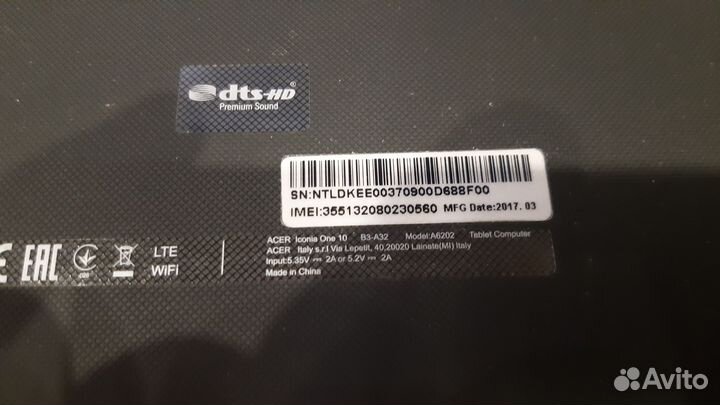 dts-HD®
Premium Sound
SN:NTLDKEE00370900D688F00
IMEI:355132080230560 MFG Date:2017.03
ACER Iconia One 10 B3-A32 Model:A6202 Tablet Computer
ACER Italy s.r.l Via Lepetit, 40,20020 Lainate(MI) Italy
Input:5.35V ⎓ 2A or 5.2V ⎓ 2A
Made in China
CE EAC LTE
WiFi
Avito